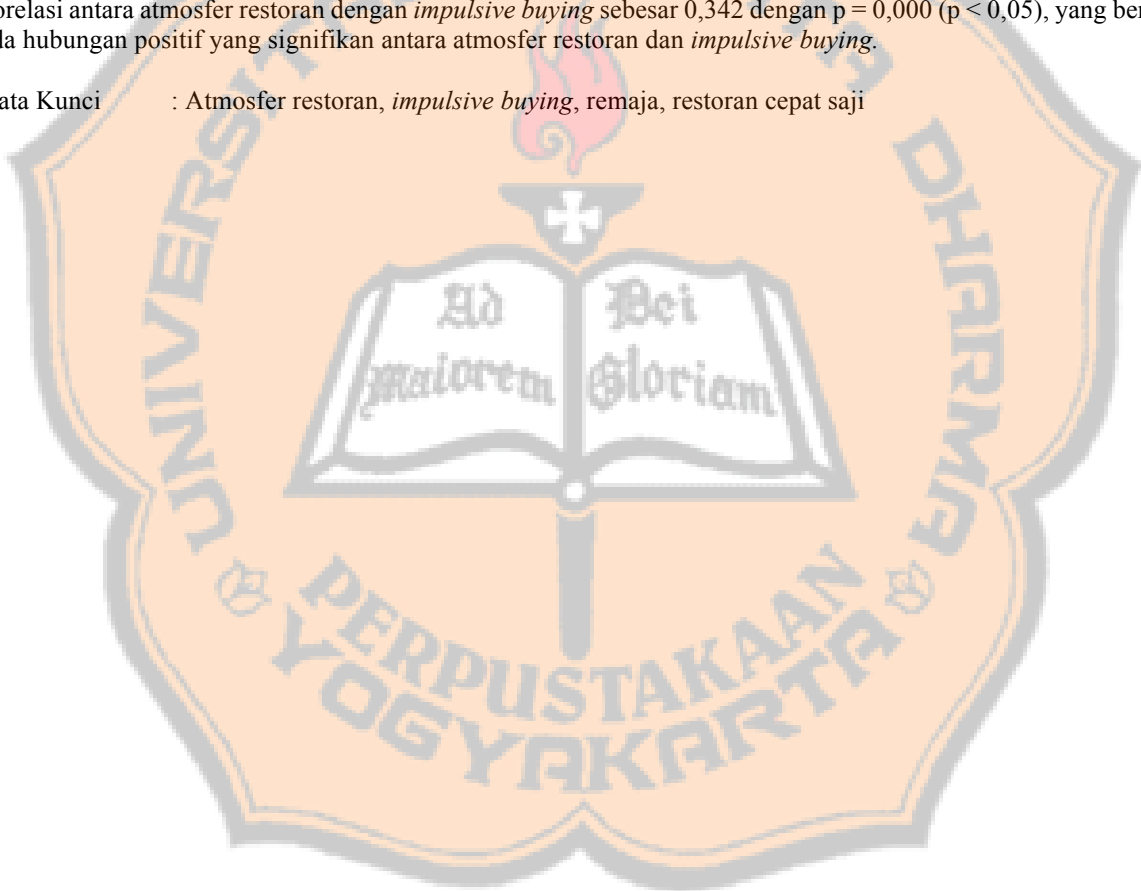 orelasi antara atmosfer restoran dengan impulsive buying sebesar 0,342 dengan p = 0,000 (p < 0,05), yang ber
da hubungan positif yang signifikan antara atmosfer restoran dan impulsive buying.
ata Kunci : Atmosfer restoran, impulsive buying, remaja, restoran cepat saji
DHARMA
Ad Dei
maiorem Gloriam
PERPUSTAKAAN
YOGYAKARTA